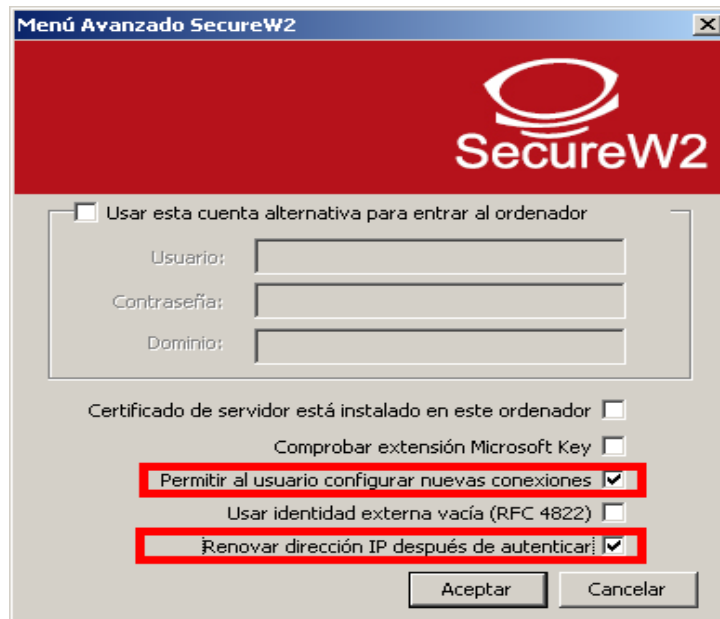 Menú Avanzado SecureW2
SecureW2
Usar esta cuenta alternativa para entrar al ordenador
Usuario:
Contraseña:
Dominio:
Certificado de servidor está instalado en este ordenador
Comprobar extensión Microsoft Key
Permitir al usuario configurar nuevas conexiones
Usar identidad externa vacía (RFC 4822)
Renovar dirección IP después de autenticar
Aceptar Cancelar